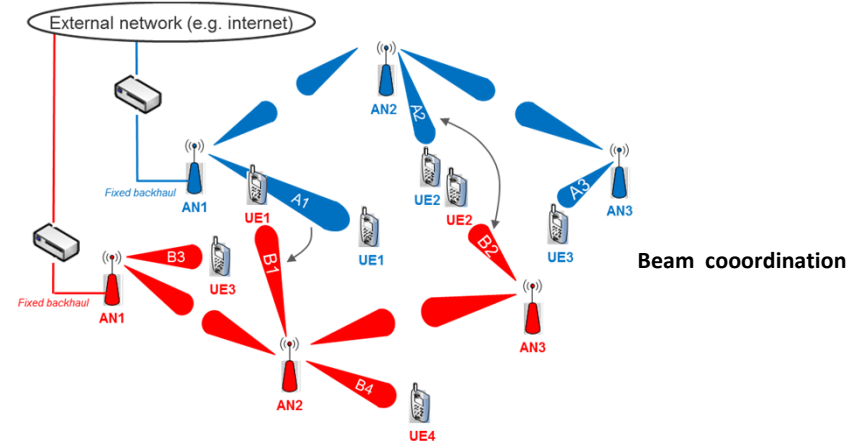 External network (e.g. internet)
AN2
A2
Fixed backhaul
AN1
A1
UE1
UE1
UE2
UE2
A3
AN3
UE3
B3
UE3
B1
B2
Fixed backhaul
AN1
AN3
AN2
B4
UE4
Beam cooordination